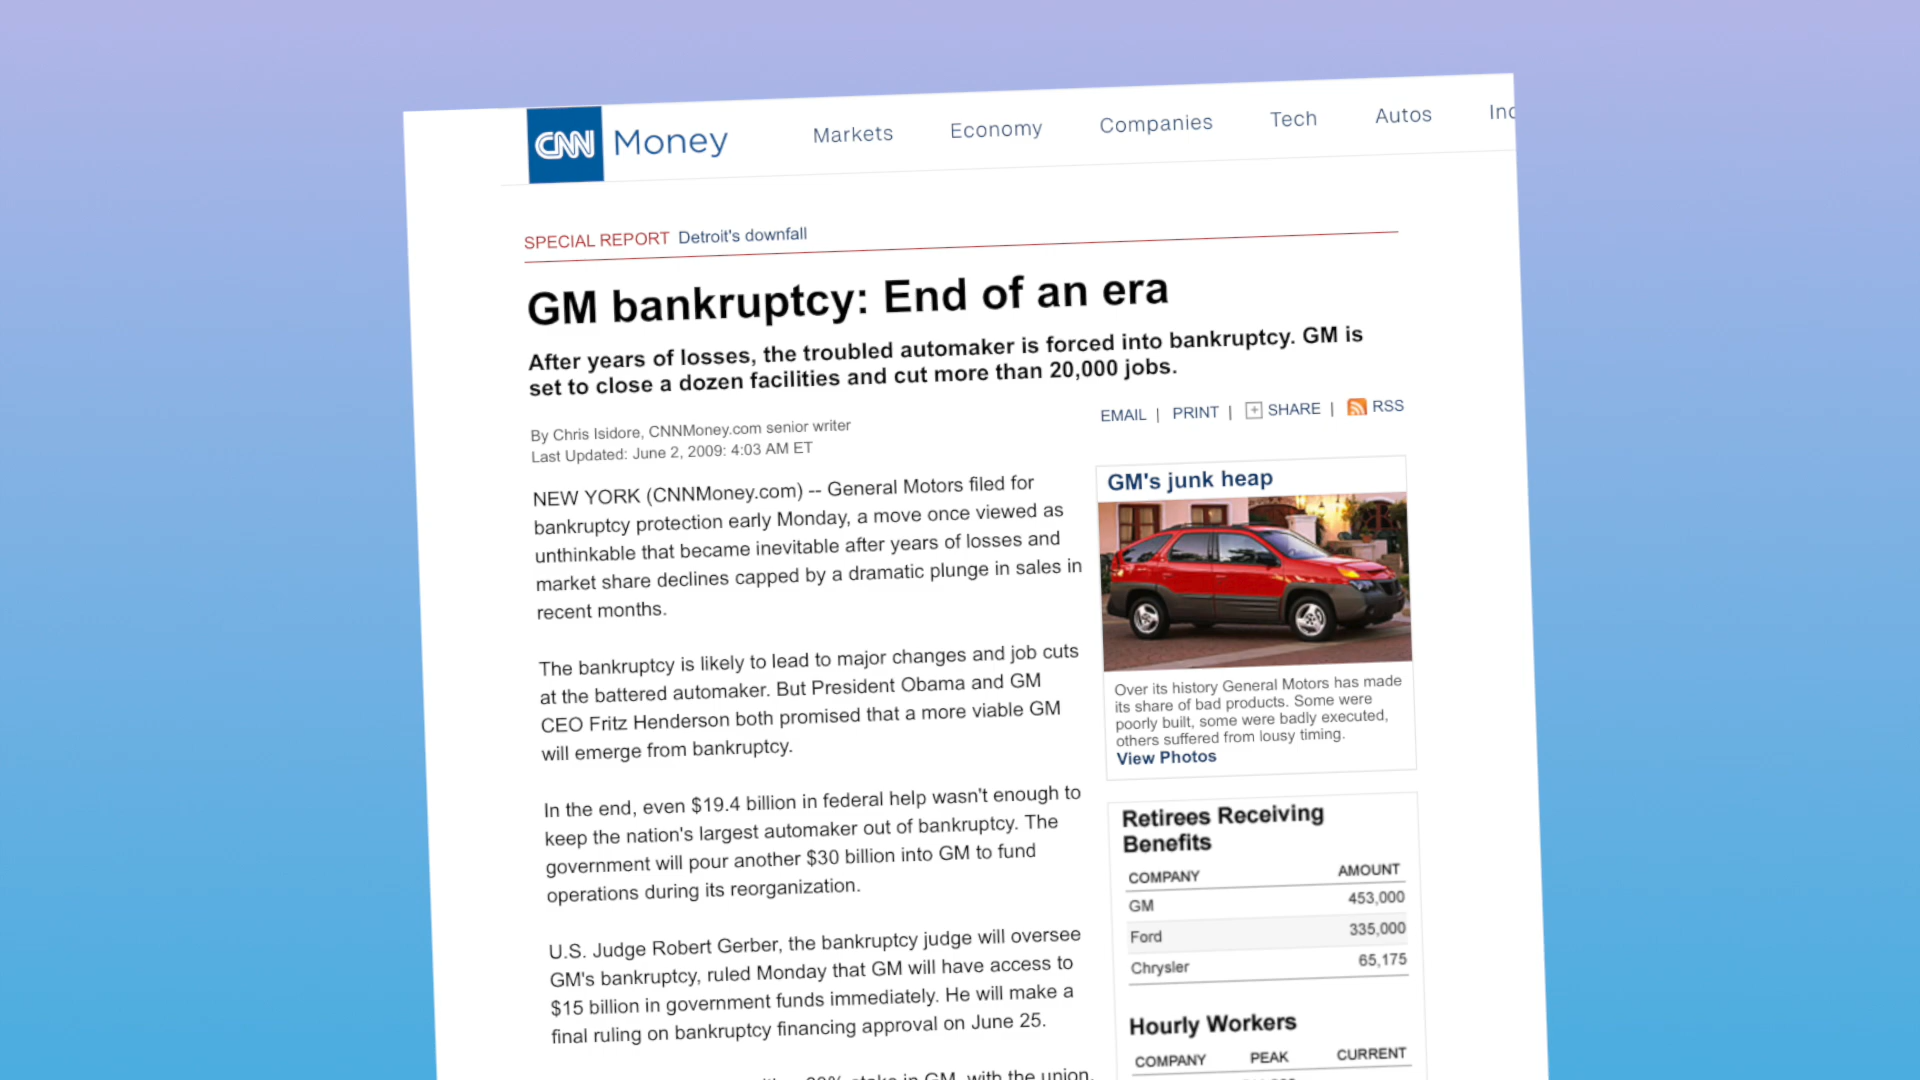 CNN Money Markets Economy Companies Tech Autos
SPECIAL REPORT Detroit's downfall
GM bankruptcy: End of an era
After years of losses, the troubled automaker is forced into bankruptcy. GM is
set to close a dozen facilities and cut more than 20,000 jobs.
EMAIL | PRINT | SHARE | RSS
By Chris Isidore, CNNMoney.com senior writer
Last Updated: June 2, 2009: 4:03 AM ET
NEW YORK (CNNMoney.com) -- General Motors filed for
bankruptcy protection early Monday, a move once viewed as
unthinkable that became inevitable after years of losses and
market share declines capped by a dramatic plunge in sales in
recent months.
The bankruptcy is likely to lead to major changes and job cuts
at the battered automaker. But President Obama and GM
CEO Fritz Henderson both promised that a more viable GM
will emerge from bankruptcy.
In the end, even $19.4 billion in federal help wasn't enough to
keep the nation's largest automaker out of bankruptcy. The
government will pour another $30 billion into GM to fund
operations during its reorganization.
U.S. Judge Robert Gerber, the bankruptcy judge will oversee
GM's bankruptcy, ruled Monday that GM will have access to
$15 billion in government funds immediately. He will make a
final ruling on bankruptcy financing approval on June 25.
stake in GM, with the union,
GM's junk heap
Over its history General Motors has made
its share of bad products. Some were
poorly built, some were badly executed,
others suffered from lousy timing.
View Photos
Retirees Receiving
Benefits
COMPANY AMOUNT
GM 453,000
Ford 335,000
Chrysler 65,175
Hourly Workers
COMPANY PEAK CURRENT